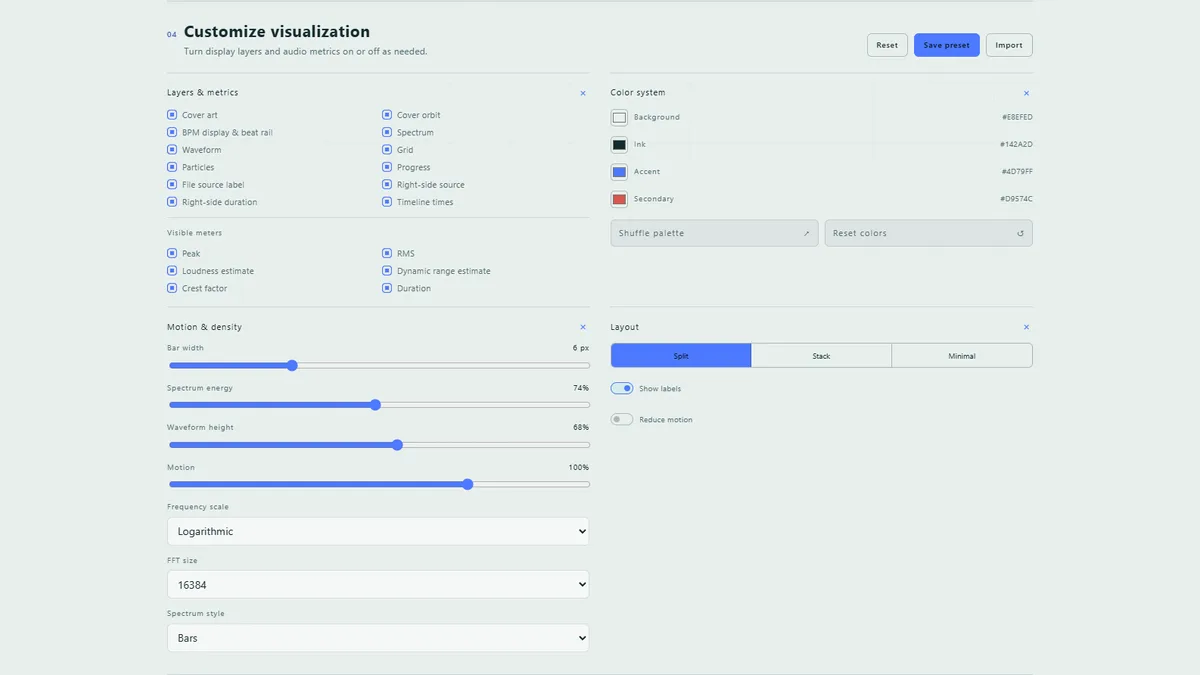 04 Customize visualization
Turn display layers and audio metrics on or off as needed.
Reset
Save preset
Import
Layers & metrics
Cover art
Cover orbit
BPM display & beat rail
Spectrum
Waveform
Grid
Particles
Progress
File source label
Right-side source
Right-side duration
Timeline times
Visible meters
Peak
RMS
Loudness estimate
Dynamic range estimate
Crest factor
Duration
Color system
Background #E8EFED
Ink #142A2D
Accent #4D79FF
Secondary #D9574C
Shuffle palette
Reset colors
Motion & density
Bar width 6 px
Spectrum energy 74%
Waveform height 68%
Motion 100%
Frequency scale
Logarithmic
FFT size
16384
Spectrum style
Bars
Layout
Split
Stack
Minimal
Show labels
Reduce motion